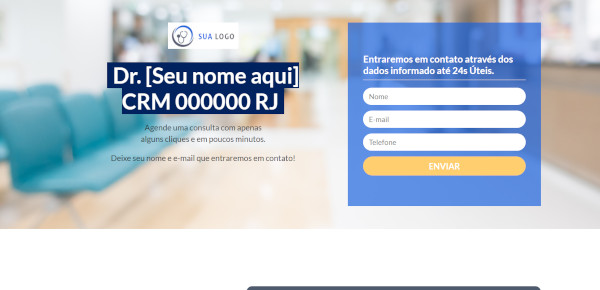 SUA LOGO
Dr. [Seu nome aqui]
CRM 000000 RJ
Agende uma consulta com apenas
alguns cliques e em poucos minutos.
Deixe seu nome e e-mail que entraremos em contato!
Entraremos em contato através dos
dados informado até 24s Úteis.
Nome
E-mail
Telefone
ENVIAR